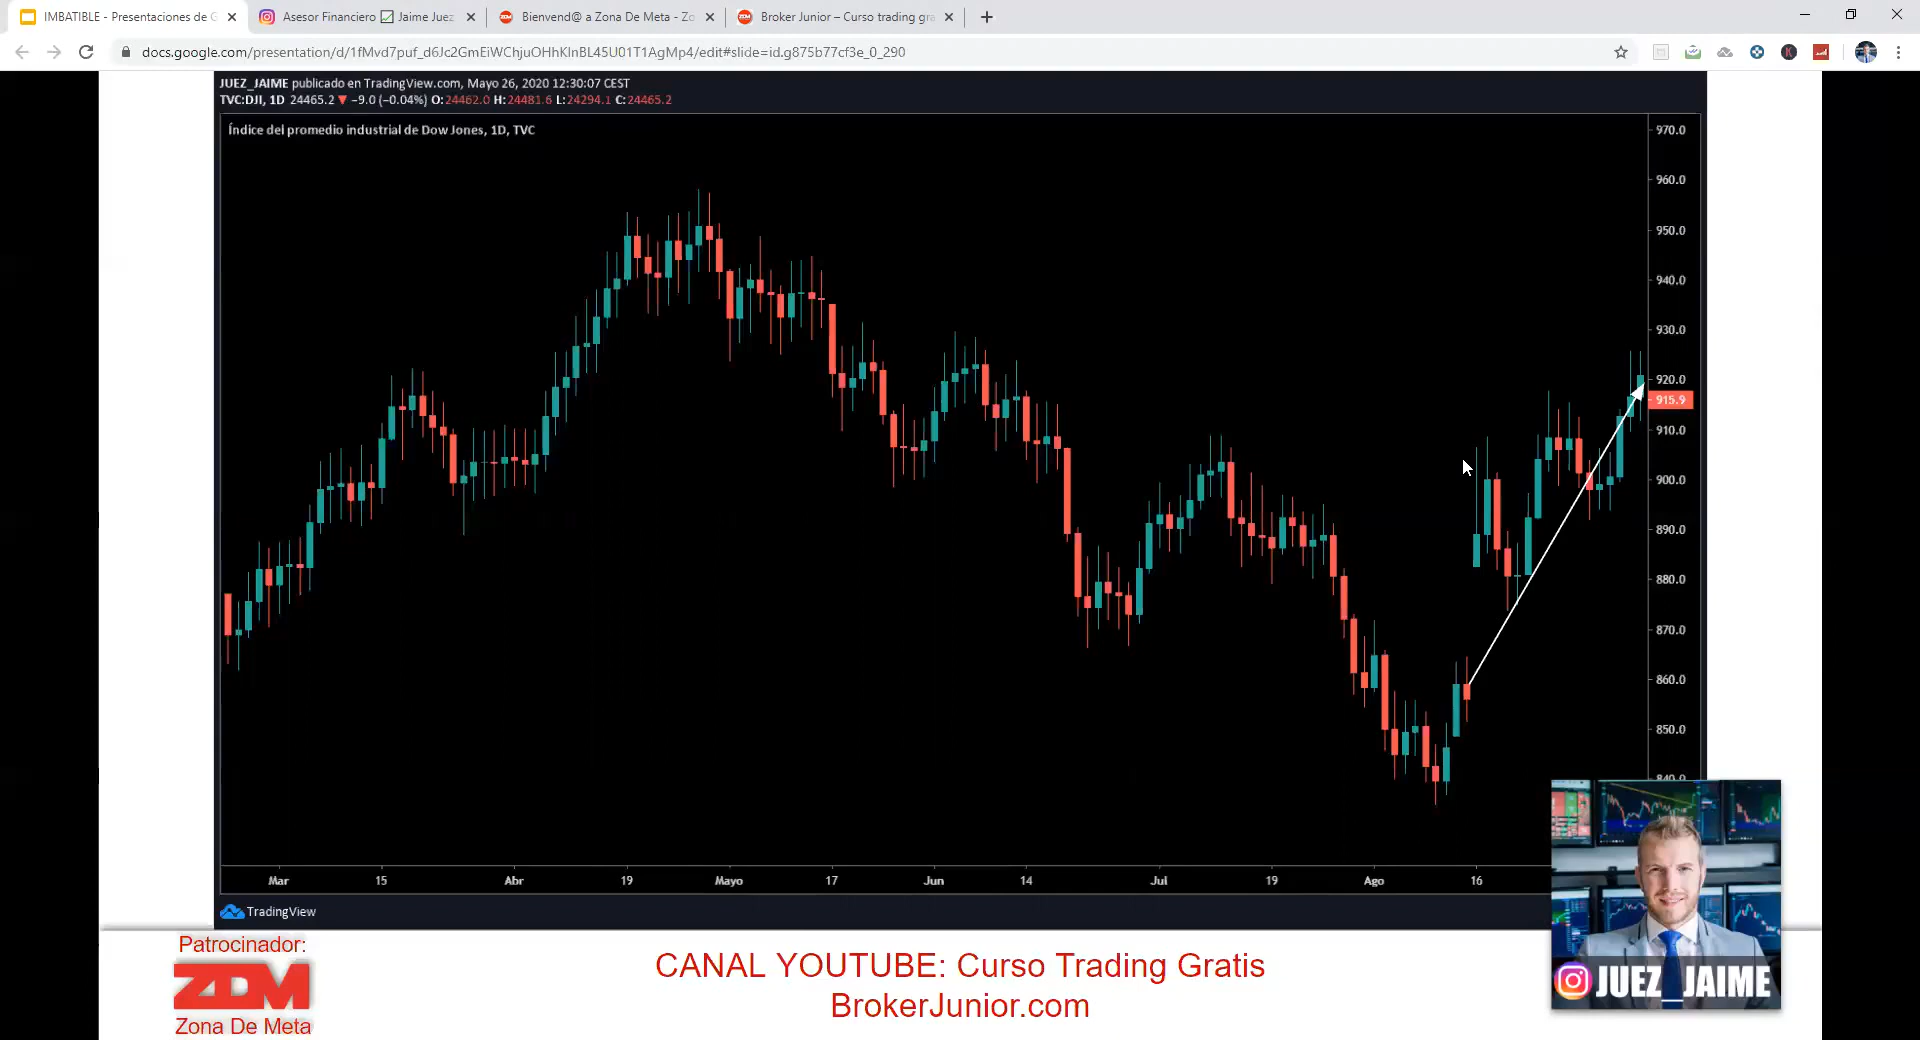 IMBATIBLE - Presentaciones de G
Asesor Financiero Jaime Juez
Bienvend@ a Zona De Meta - Zo
Broker Junior – Curso trading gra
docs.google.com/presentation/d/1fMvd7puf_d6Jc2GmEiWChjuOHhKlnBL45U01T1AgMp4/edit#slide=id.g875b77cf3e_0_290
JUEZ_JAIME publicado en TradingView.com, Mayo 26, 2020 12:30:07 CEST
TVC:DJI, 1D 24465.2 ▼ −9.0 (−0.04%) O:24462.0 H:24481.6 L:24294.1 C:24465.2
Índice del promedio industrial de Dow Jones, 1D, TVC
970.0
960.0
950.0
940.0
930.0
920.0
915.9
910.0
900.0
890.0
880.0
870.0
860.0
850.0
840.0
Mar 15 Abr 19 Mayo 17 Jun 14 Jul 19 Ago 16
TradingView
Patrocinador:
ZDM
Zona De Meta
CANAL YOUTUBE: Curso Trading Gratis
BrokerJunior.com
JUEZ_JAIME